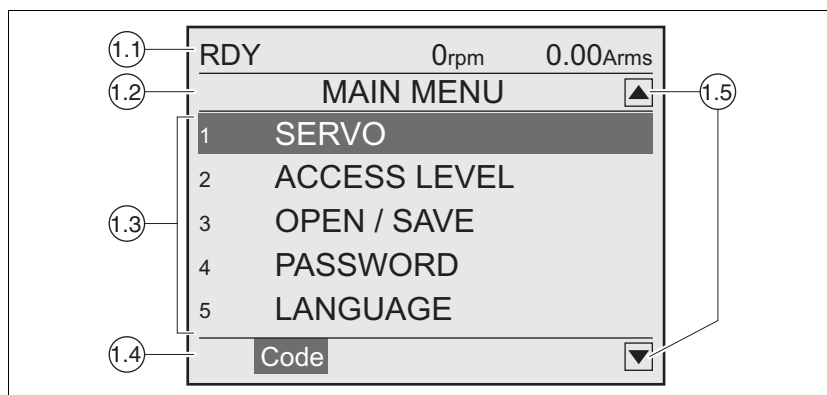 1.1 RDY 0rpm 0.00Arms
1.2 MAIN MENU 1.5
1 SERVO
2 ACCESS LEVEL
1.3 3 OPEN / SAVE
4 PASSWORD
5 LANGUAGE
1.4 Code